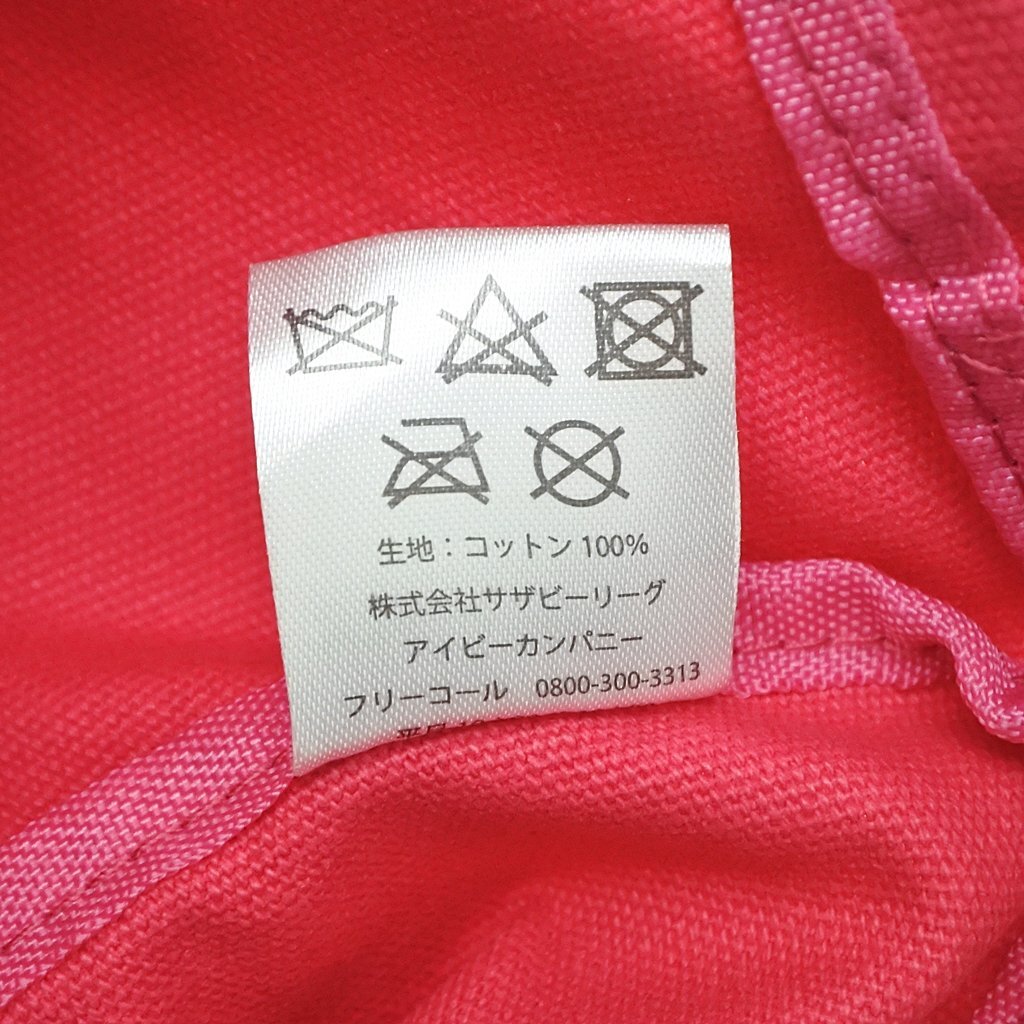 生地：コットン 100%
株式会社サザビーリーグ
アイビーカンパニー
フリーコール 0800-300-3313